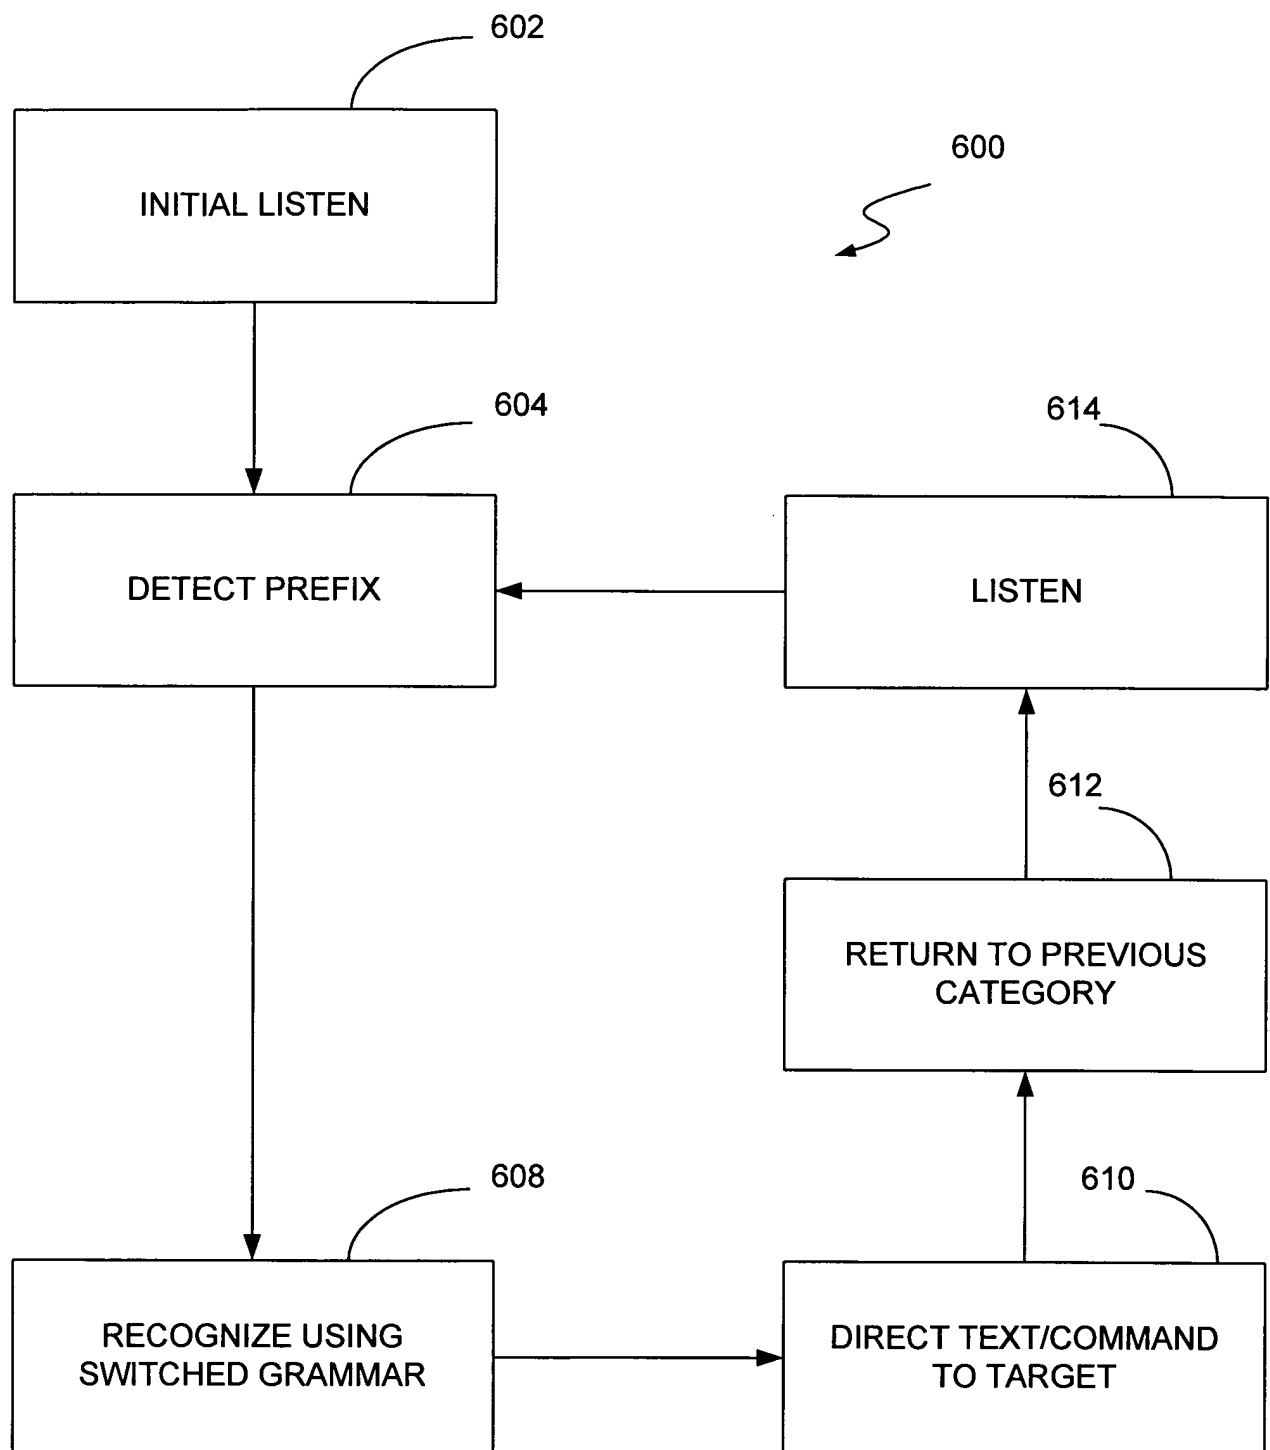 602
INITIAL LISTEN
600
604
DETECT PREFIX
614
LISTEN
612
RETURN TO PREVIOUS
CATEGORY
608
RECOGNIZE USING
SWITCHED GRAMMAR
610
DIRECT TEXT/COMMAND
TO TARGET